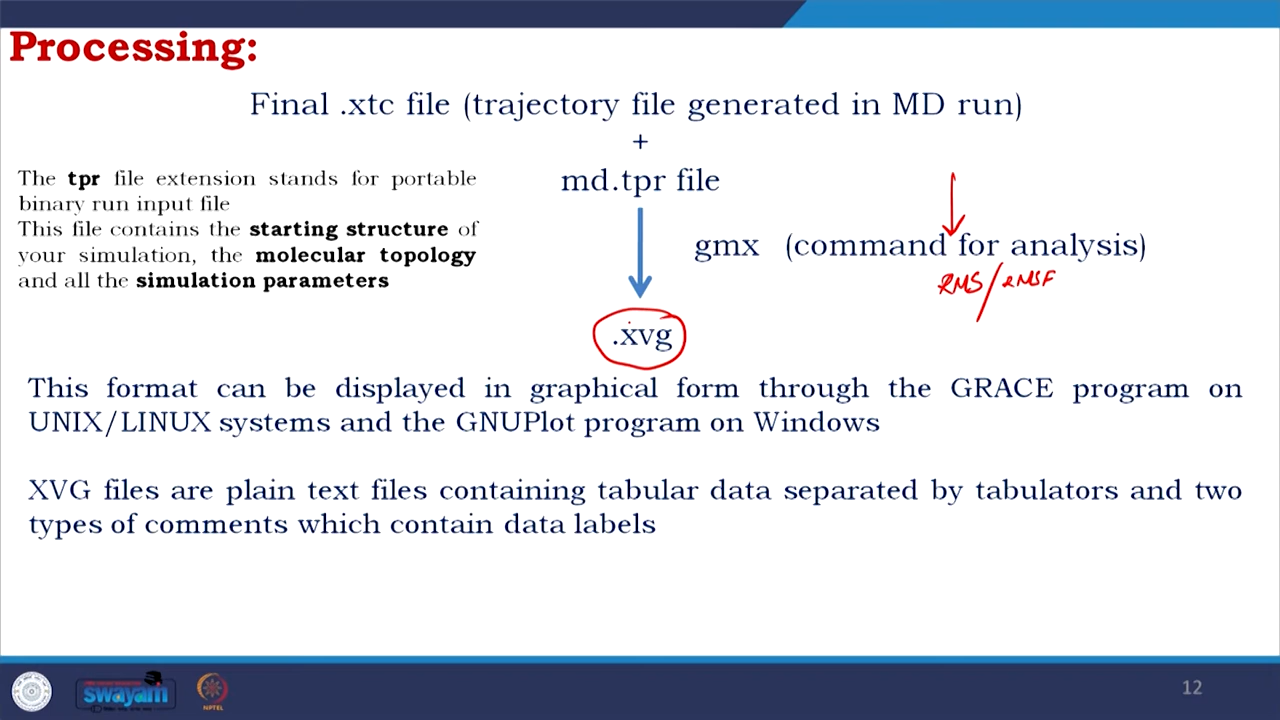 Processing:
Final .xtc file (trajectory file generated in MD run)
+
md.tpr file
The tpr file extension stands for portable
binary run input file
This file contains the starting structure of
your simulation, the molecular topology
and all the simulation parameters
gmx (command for analysis)
RMS/RMSF
.xvg
This format can be displayed in graphical form through the GRACE program on
UNIX/LINUX systems and the GNUPlot program on Windows
XVG files are plain text files containing tabular data separated by tabulators and two
types of comments which contain data labels
swayam
NPTEL
12